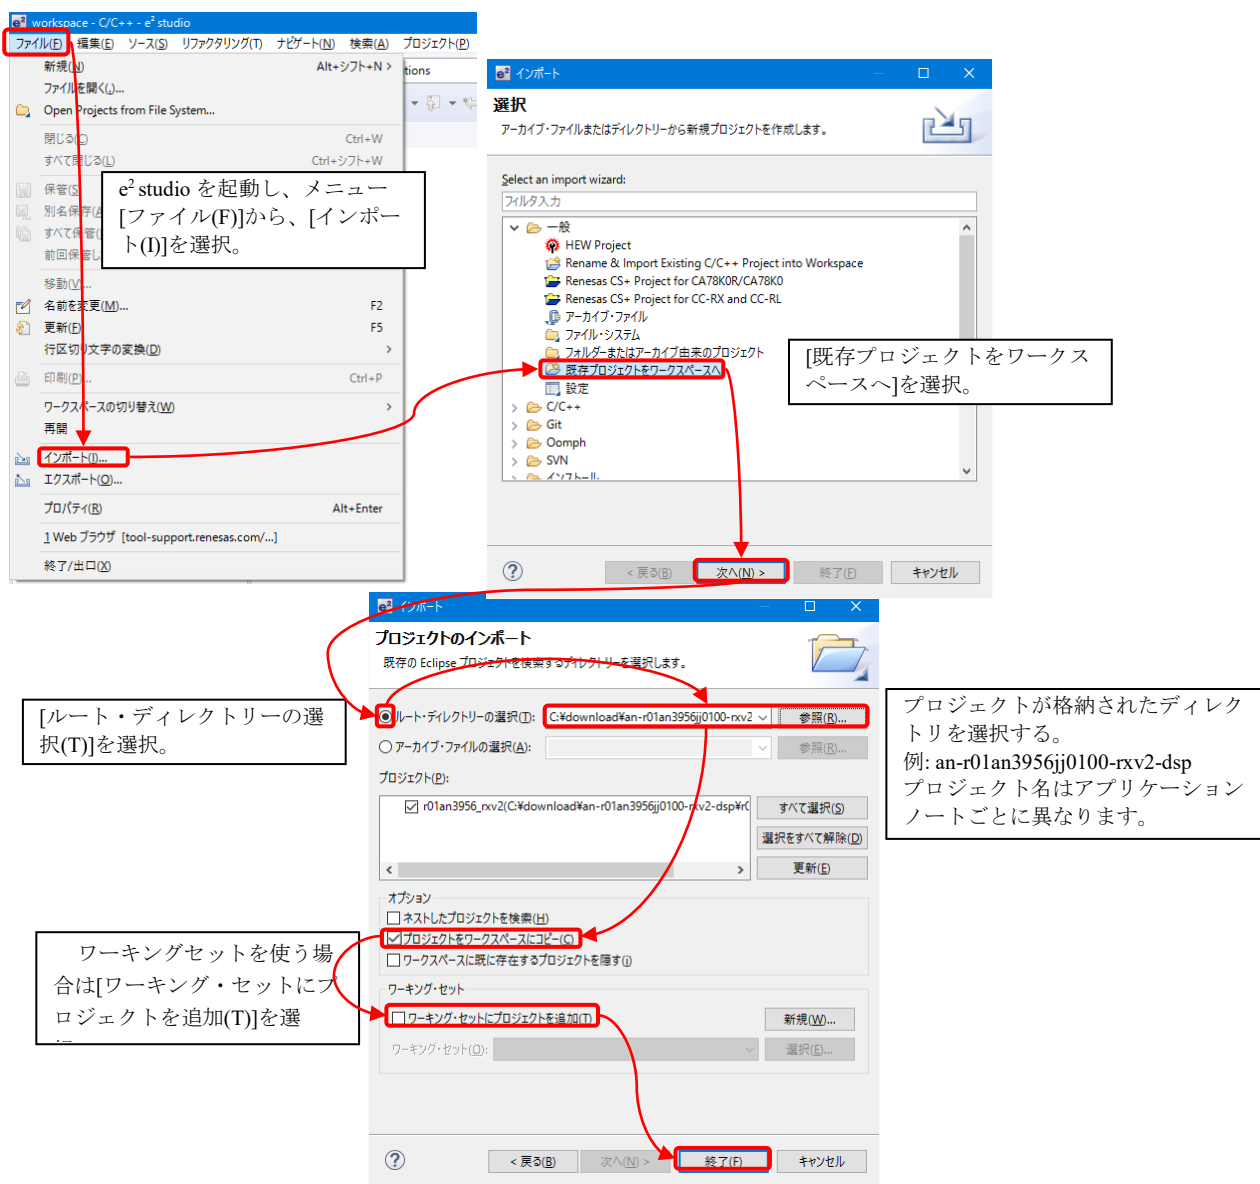 workspace - C/C++ - e² studio
ファイル(F) 編集(E) ソース(S) リファクタリング(T) ナビゲート(N) 検索(A) プロジェクト(P)
新規(N) Alt+シフト+N >
ファイルを開く(.)...
Open Projects from File System...
閉じる(C) Ctrl+W
すべて閉じる(L) Ctrl+シフト+W
保管(S)
別名保存(A
すべて保管(
前回保管し
移動(V)...
名前を変更(M)... F2
更新(F) F5
行区切り文字の変換(D) >
印刷(P)... Ctrl+P
ワークスペースの切り替え(W) >
再開
インポート(I)...
エクスポート(O)...
プロパティ(R) Alt+Enter
1 Web ブラウザ [tool-support.renesas.com/...]
終了/出口(X)
tions
e² studio を起動し、メニュー
[ファイル(F)]から、[インポー
ト(I)]を選択。
e² インポート
選択
アーカイブ・ファイルまたはディレクトリーから新規プロジェクトを作成します。
Select an import wizard:
フィルタ入力
一般
HEW Project
Rename & Import Existing C/C++ Project into Workspace
Renesas CS+ Project for CA78K0R/CA78K0
Renesas CS+ Project for CC-RX and CC-RL
アーカイブ・ファイル
ファイル・システム
フォルダーまたはアーカイブ由来のプロジェクト
既存プロジェクトをワークスペースへ
設定
C/C++
Git
Oomph
SVN
インストール
< 戻る(B) 次へ(N) > 終了(F) キャンセル
[既存プロジェクトをワークス
ペースへ]を選択。
e² インポート
プロジェクトのインポート
既存の Eclipse プロジェクトを検索するディレクトリーを選択します。
ルート・ディレクトリーの選択(T): C:¥download¥an-r01an3956jj0100-rxv2 参照(R)...
アーカイブ・ファイルの選択(A): 参照(R)...
プロジェクト(P):
r01an3956_rxv2(C:¥download¥an-r01an3956jj0100-rxv2-dsp¥r0
すべて選択(S)
選択をすべて解除(D)
更新(E)
オプション
ネストしたプロジェクトを検索(H)
プロジェクトをワークスペースにコピー(C)
ワークスペースに既に存在するプロジェクトを隠す(i)
ワーキング・セット
ワーキング・セットにプロジェクトを追加(T) 新規(W)...
ワーキング・セット(O): 選択(E)...
< 戻る(B) 次へ(N) > 終了(F) キャンセル
[ルート・ディレクトリーの選
択(T)]を選択。
プロジェクトが格納されたディレク
トリを選択する。
例: an-r01an3956jj0100-rxv2-dsp
プロジェクト名はアプリケーション
ノートごとに異なります。
ワーキングセットを使う場
合は[ワーキング・セットにプ
ロジェクトを追加(T)]を選